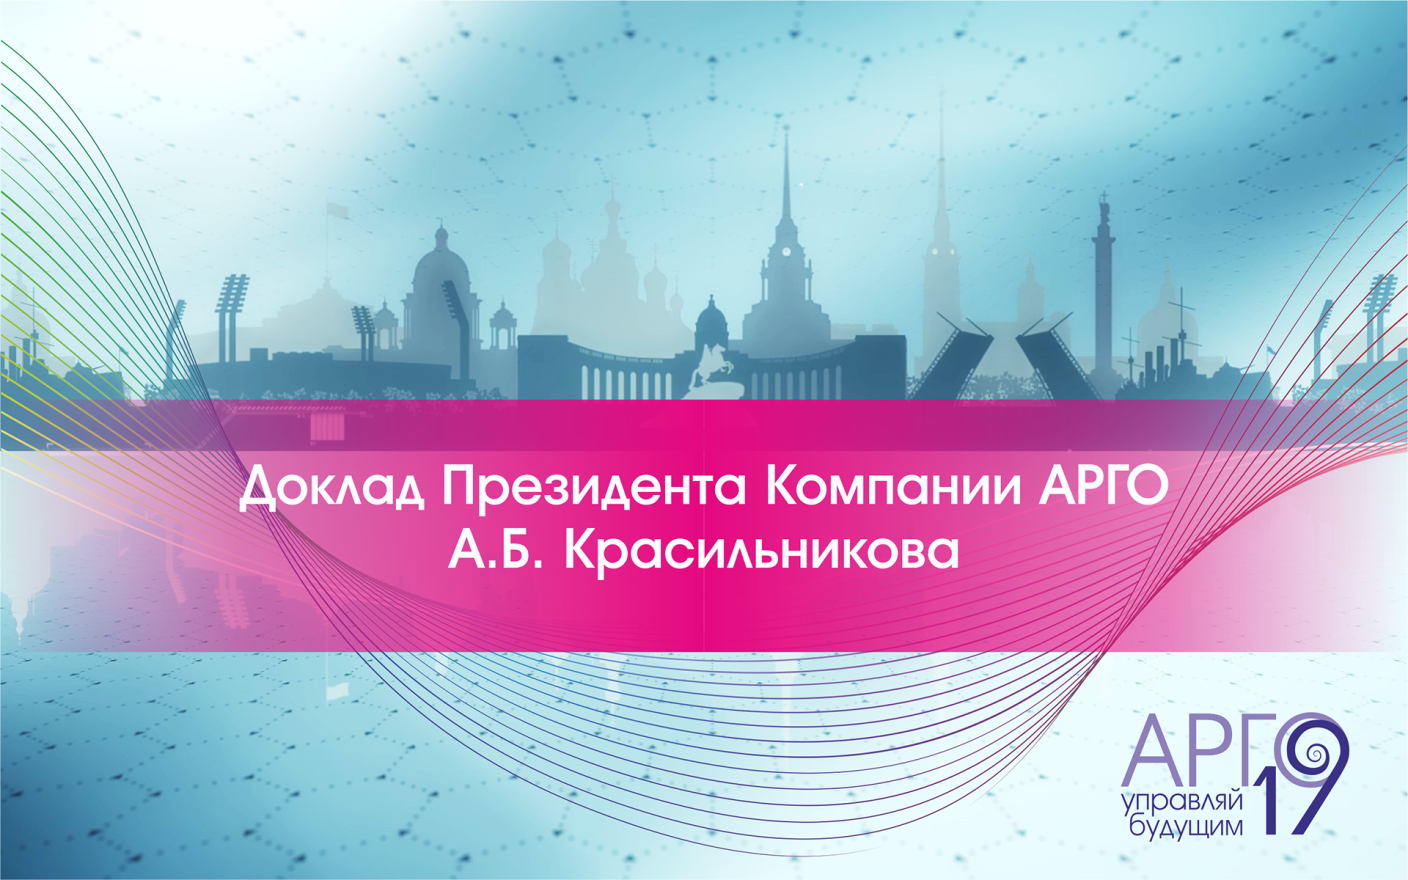 Доклад Президента Компании АРГО
А.Б. Красильникова
АРГО
управляй
будущим 19